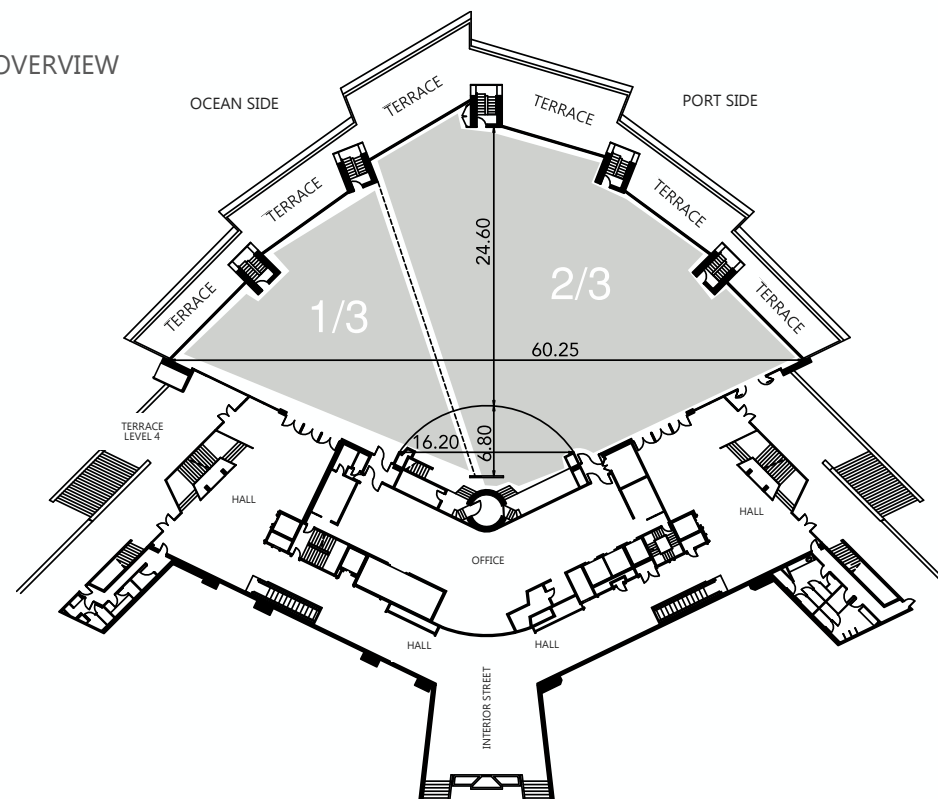 OVERVIEW
OCEAN SIDE
PORT SIDE
TERRACE
TERRACE
TERRACE
TERRACE
TERRACE
TERRACE
24.60
1/3
2/3
60.25
16.20
6.80
TERRACE
LEVEL 4
HALL
HALL
OFFICE
HALL
HALL
INTERIOR STREET